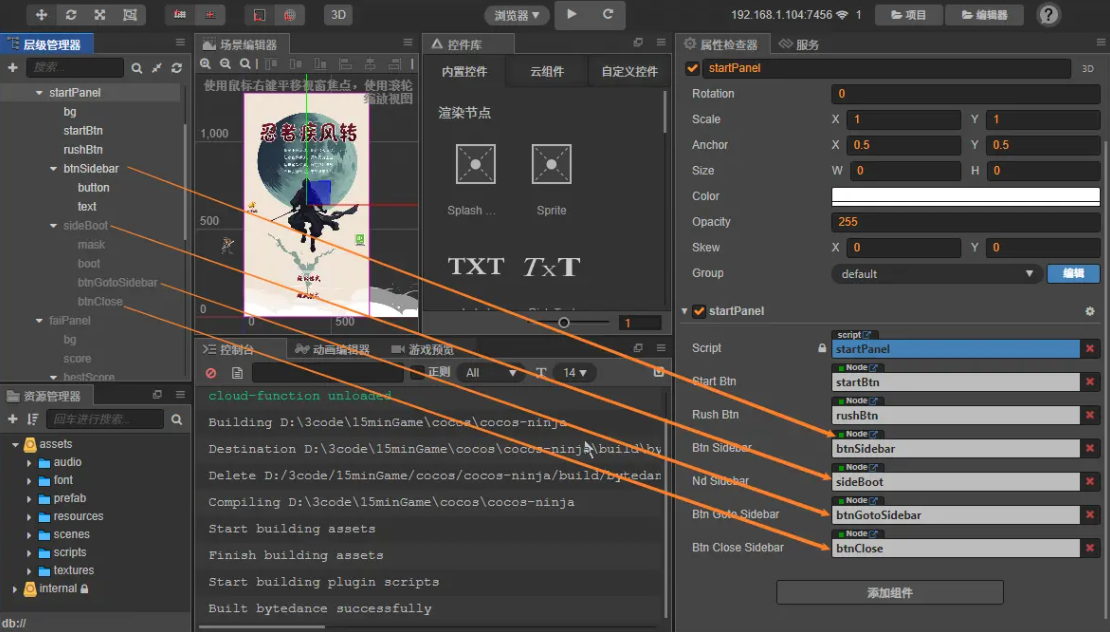 3D
浏览器
192.168.1.104:7456
1
项目
编辑器
?
层级管理器
搜索...
startPanel
bg
startBtn
rushBtn
btnSidebar
button
text
sideBoot
mask
boot
btnGotoSidebar
btnClose
faiPanel
bg
score
bestScore
资源管理器
回车进行搜索...
assets
audio
font
prefab
resources
scenes
scripts
textures
internal
db://
场景编辑器
使用鼠标右键平移视窗焦点，使用滚轮
缩放视图
1,000
500
0
0
500
忍者疾风转
控件库
内置控件
云组件
自定义控件
渲染节点
Splash ...
Sprite
TXT
TxT
1
控制台
动画编辑器
游戏预览
正则
All
14
cloud-function unloaded
Building D:\3code\15minGame\cocos\cocos-ninja
Destination D:\3code\15minGame\cocos\cocos-ninja\build\by
Delete D:/3code/15minGame/cocos/cocos-ninja/build/bytedan
Compiling D:\3code\15minGame\cocos\cocos-ninja
Start building assets
Finish building assets
Start building plugin scripts
Built bytedance successfully
属性检查器
服务
startPanel
3D
Rotation
0
Scale
X 1
Y 1
Anchor
X 0.5
Y 0.5
Size
W 0
H 0
Color
Opacity
255
Skew
X 0
Y 0
Group
default
编辑
startPanel
script
Script
startPanel
Node
Start Btn
startBtn
Node
Rush Btn
rushBtn
Node
Btn Sidebar
btnSidebar
Node
Nd Sidebar
sideBoot
Node
Btn Goto Sidebar
btnGotoSidebar
Node
Btn Close Sidebar
btnClose
添加组件